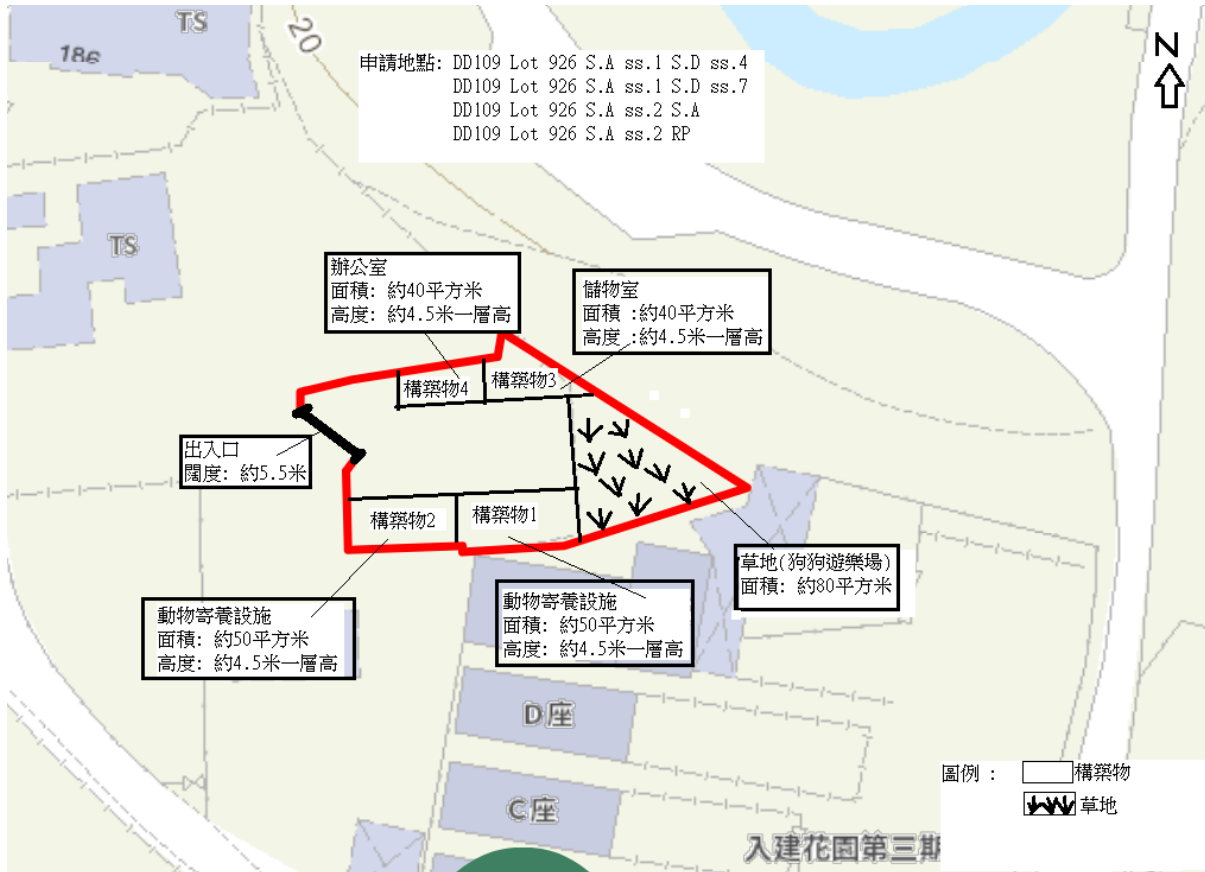 TS
186
20
申請地點: DD109 Lot 926 S.A ss.1 S.D ss.4
DD109 Lot 926 S.A ss.1 S.D ss.7
DD109 Lot 926 S.A ss.2 S.A
DD109 Lot 926 S.A ss.2 RP
N
TS
辦公室
面積: 約40平方米
高度: 約4.5米一層高
儲物室
面積 :約40平方米
高度 :約4.5米一層高
構築物4
構築物3
出入口
闊度: 約5.5米
構築物2
構築物1
草地(狗狗遊樂場)
面積: 約80平方米
動物寄養設施
面積: 約50平方米
高度: 約4.5米一層高
動物寄養設施
面積: 約50平方米
高度: 約4.5米一層高
D座
C座
圖例 :
構築物
草地
入建花園第三期